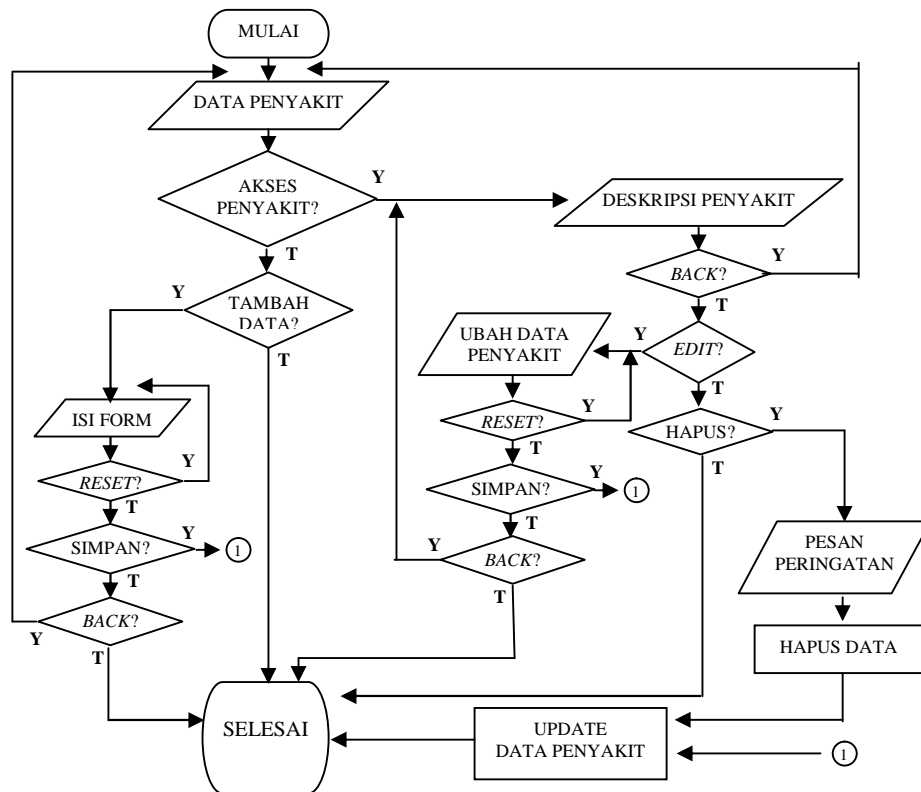 MULAI
DATA PENYAKIT
AKSES
PENYAKIT?
Y
T
DESKRIPSI PENYAKIT
BACK?
Y
T
TAMBAH
DATA?
Y
T
UBAH DATA
PENYAKIT
Y
EDIT?
T
ISI FORM
RESET?
Y
T
RESET?
Y
T
HAPUS?
Y
T
SIMPAN?
Y
1
T
SIMPAN?
Y
1
T
PESAN
PERINGATAN
BACK?
Y
T
Y
BACK?
T
HAPUS DATA
SELESAI
UPDATE
DATA PENYAKIT
1